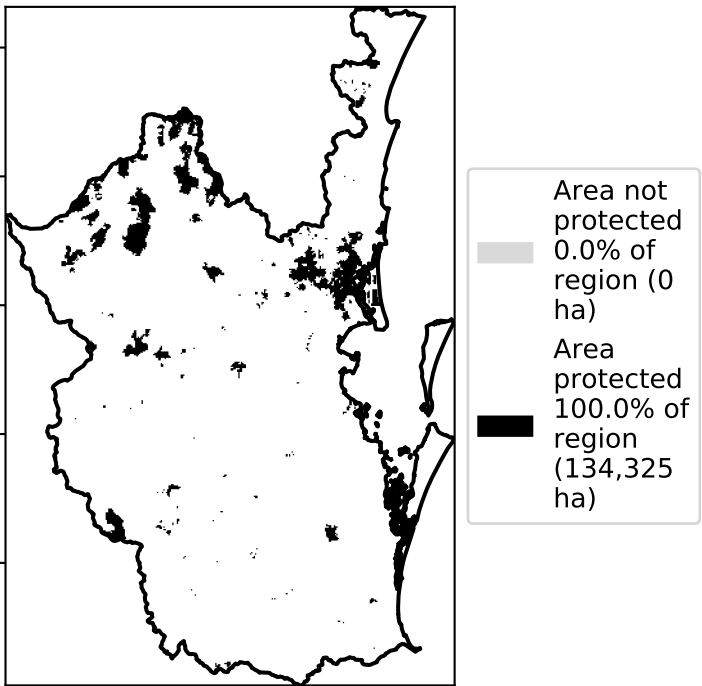 Area not
protected
0.0% of
region (0
ha)
Area
protected
100.0% of
region
(134,325
ha)